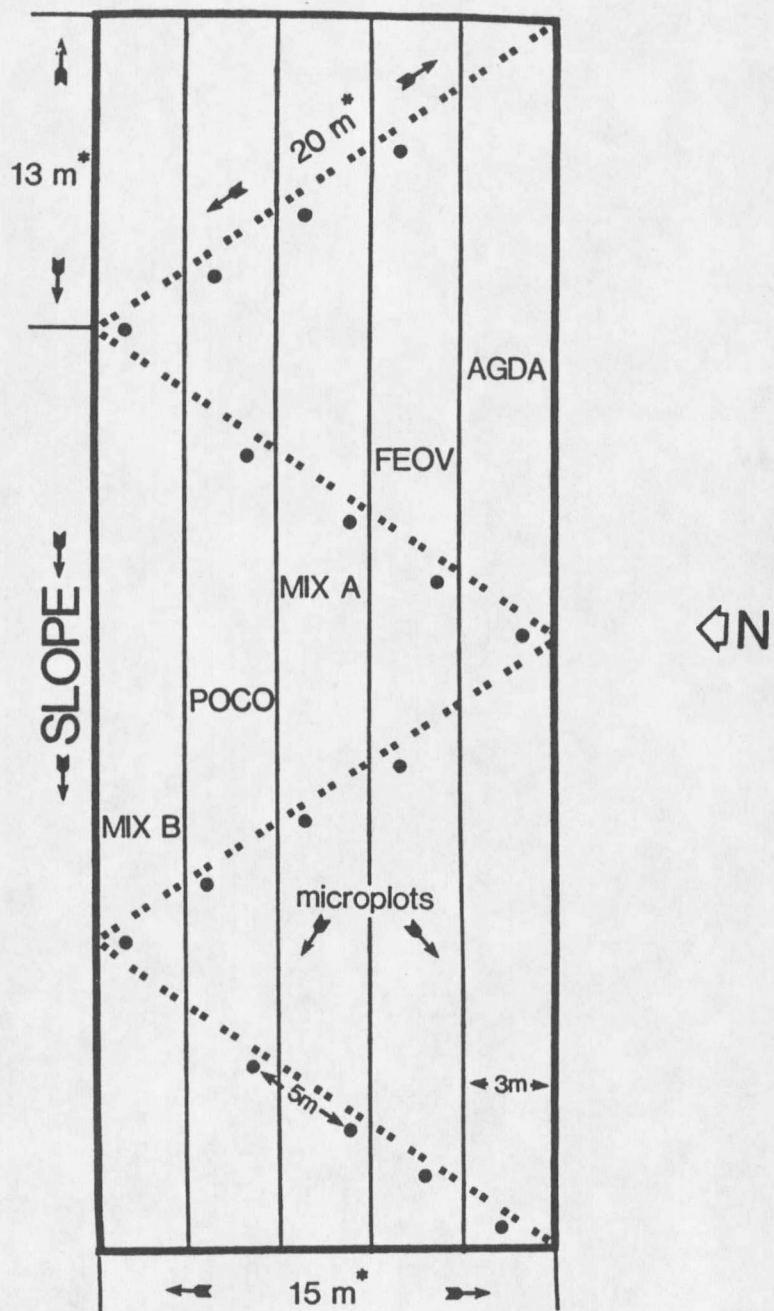 20 m*
13 m*
AGDA
FEOV
MIX A
N
SLOPE
POCO
MIX B
microplots
5m
3m
15 m*